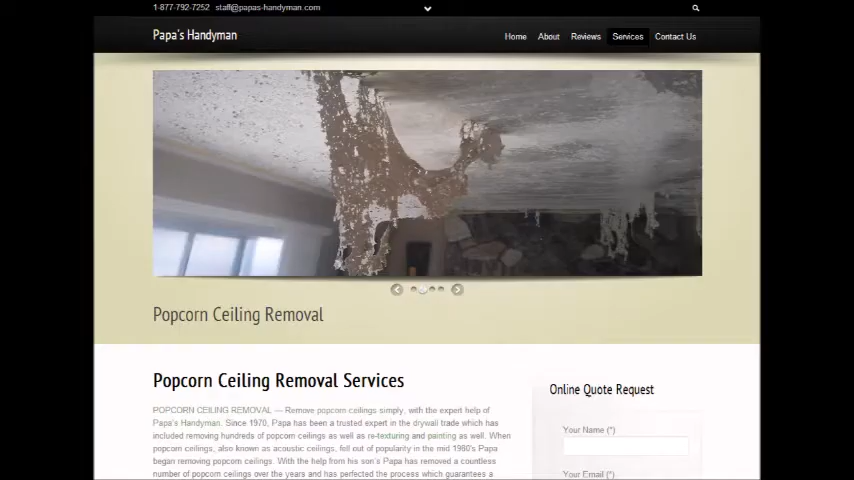 1-877-792-7252 staff@papas-handyman.com
Papa's Handyman
Home About Reviews Services Contact Us
Popcorn Ceiling Removal
Popcorn Ceiling Removal Services
POPCORN CEILING REMOVAL — Remove popcorn ceilings simply, with the expert help of
Papa's Handyman. Since 1970, Papa has been a trusted expert in the drywall trade which has
included removing hundreds of popcorn ceilings as well as re-texturing and painting as well. When
popcorn ceilings, also known as acoustic ceilings, fell out of popularity in the mid 1980's Papa
began removing popcorn ceilings. With the help from his son's Papa has removed a countless
number of popcorn ceilings over the years and has perfected the process which guarantees a
Online Quote Request
Your Name (*)
Your Email (*)